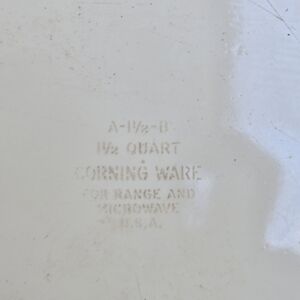 A-1½-B
1½ QUART
CORNING WARE
FOR RANGE AND
MICROWAVE
U.S.A.